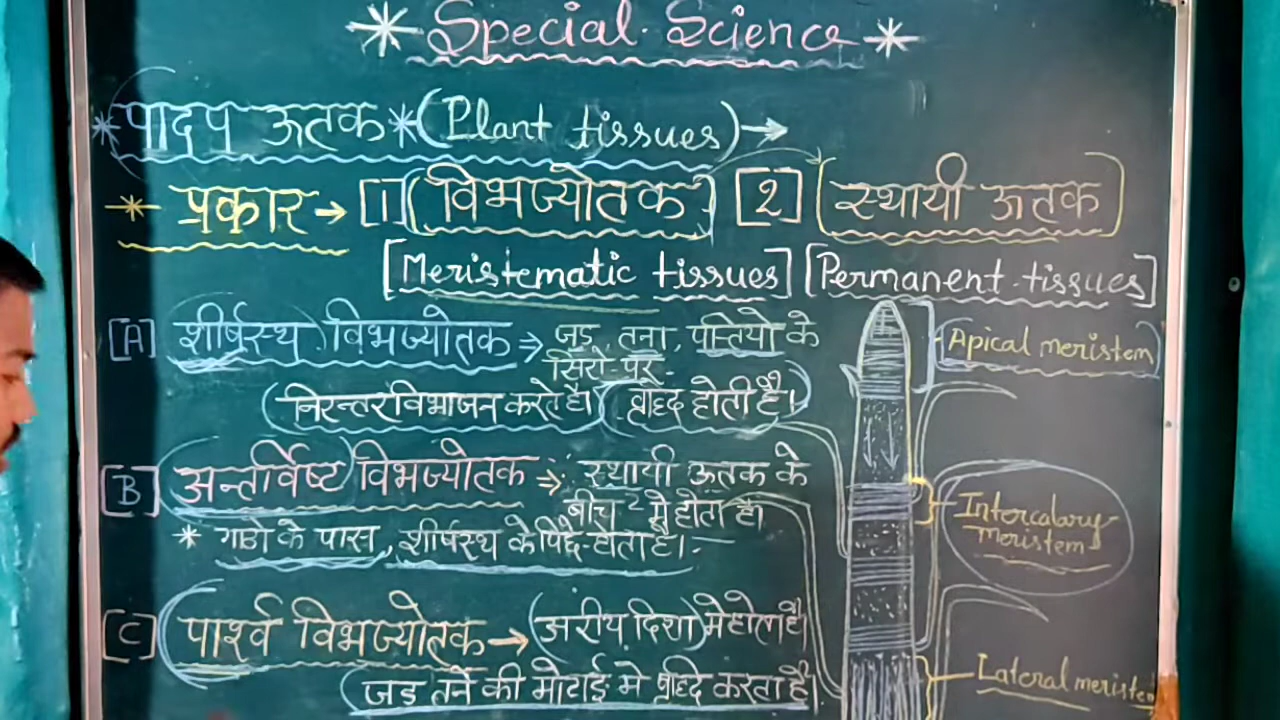 * Special Science *
* पादप ऊतक * (Plant tissues) →
* प्रकार → [1] (विभज्योतक) [2] (स्थायी ऊतक)
[Meristematic tissues] [Permanent tissues]
[A] शीर्षस्थ विभज्योतक ⇒ जड़, तना, पत्तियो के
सिरो पर
(निरन्तर विभाजन करते है।) (वृध्दि होती है।)
Apical meristem
[B] अन्तर्विष्ट विभज्योतक ⇒ स्थायी ऊतक के
बीच 2 मे होता है।
* गाठो के पास, शीर्षस्थ के पिछे होता है।
Intercalary
meristem
[C] पार्श्व विभज्योतक → (अरीय दिशा) मे होता है।
(जड़ तने की मोटाई मे वृध्दि करता है।
Lateral meristem